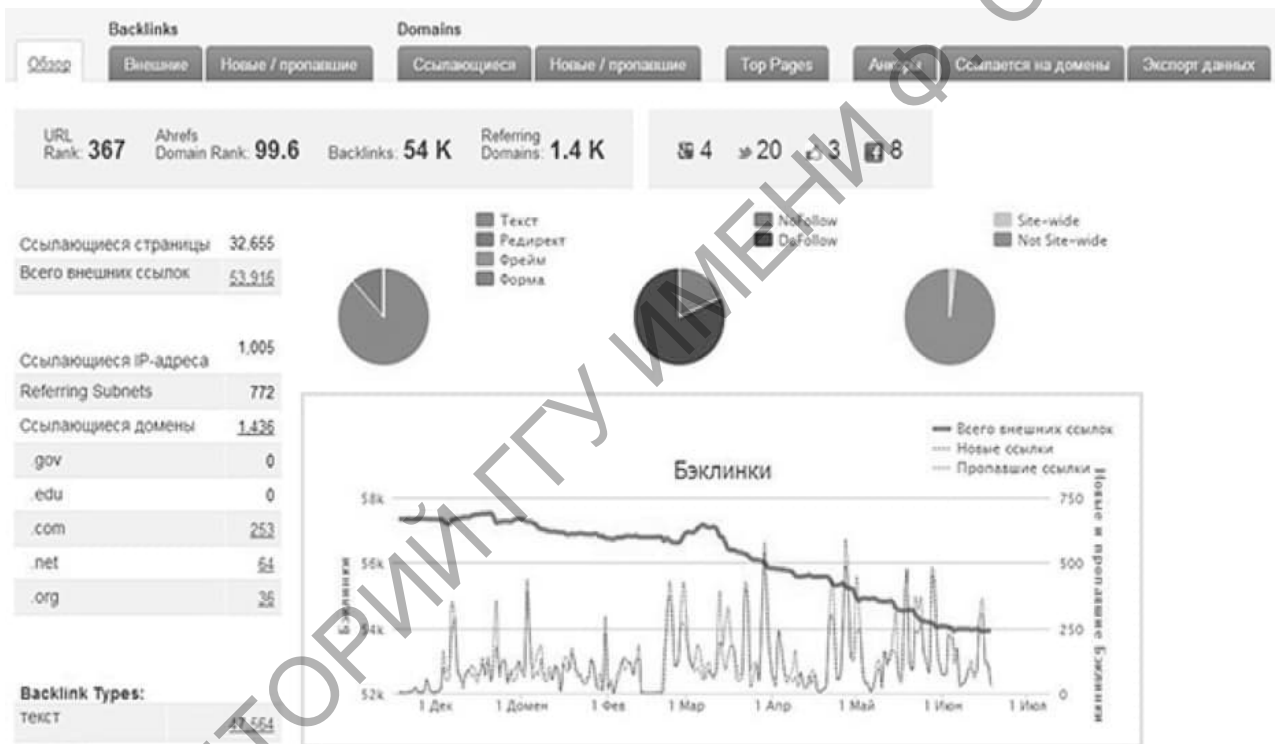 Backlinks Domains
Обзор Внешние Новые / пропавшие Ссылающиеся Новые / пропавшие Top Pages Анкоры Ссылается на домены Экспорт данных
URL Rank: 367 Ahrefs Domain Rank: 99.6 Backlinks: 54 K Referring Domains: 1.4 K 4 20 3 8
Ссылающиеся страницы 32,655
Всего внешних ссылок 53,916
Ссылающиеся IP-адреса 1,005
Referring Subnets 772
Ссылающиеся домены 1,436
.gov 0
.edu 0
.com 253
.net 64
.org 36
Backlink Types:
текст 47,564
Текст
Редирект
Фрейм
Форма
NoFollow
DoFollow
Site-wide
Not Site-wide
Бэклинки
Всего внешних ссылок
Новые ссылки
Пропавшие ссылки
58k
56k
54k
52k
Бэклинки
750
500
250
0
Новые и пропавшие Бэклинки
1 Дек 1 Домен 1 Фев 1 Мар 1 Апр 1 Май 1 Июн 1 Июл
ТОРИЙ ГГУ ИМЕНИ Ф. С